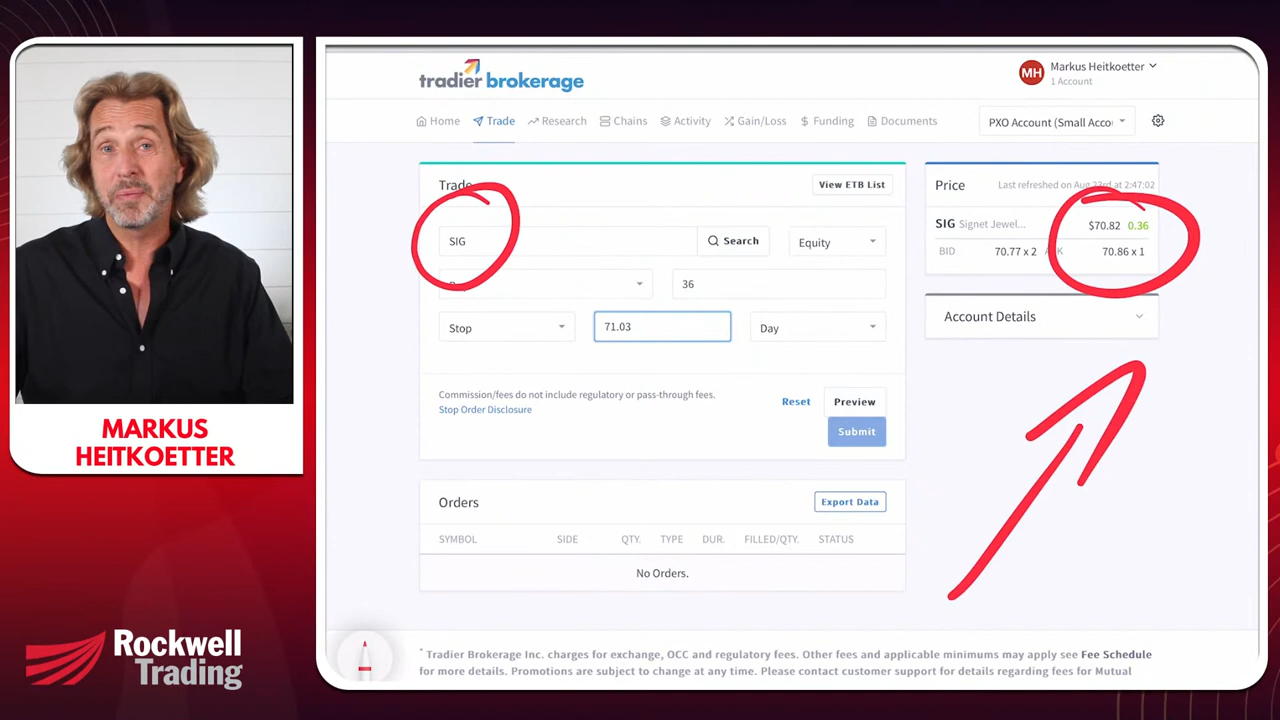 MARKUS
HEITKOETTER
Rockwell
Trading
tradier brokerage
MH Markus Heitkoetter
1 Account
Home Trade Research Chains Activity Gain/Loss Funding Documents PXO Account (Small Acco
Trade View ETB List
SIG Search Equity
36
Stop 71.03 Day
Commission/fees do not include regulatory or pass-through fees.
Stop Order Disclosure
Reset Preview
Submit
Orders Export Data
SYMBOL SIDE QTY. TYPE DUR. FILLED/QTY. STATUS
No Orders.
Price Last refreshed on Aug 23rd at 2:47:02
SIG Signet Jewel... $70.82 0.36
BID 70.77 x 2 70.86 x 1
Account Details
* Tradier Brokerage Inc. charges for exchange, OCC and regulatory fees. Other fees and applicable minimums may apply see Fee Schedule
for more details. Promotions are subject to change at any time. Please contact customer support for details regarding fees for Mutual